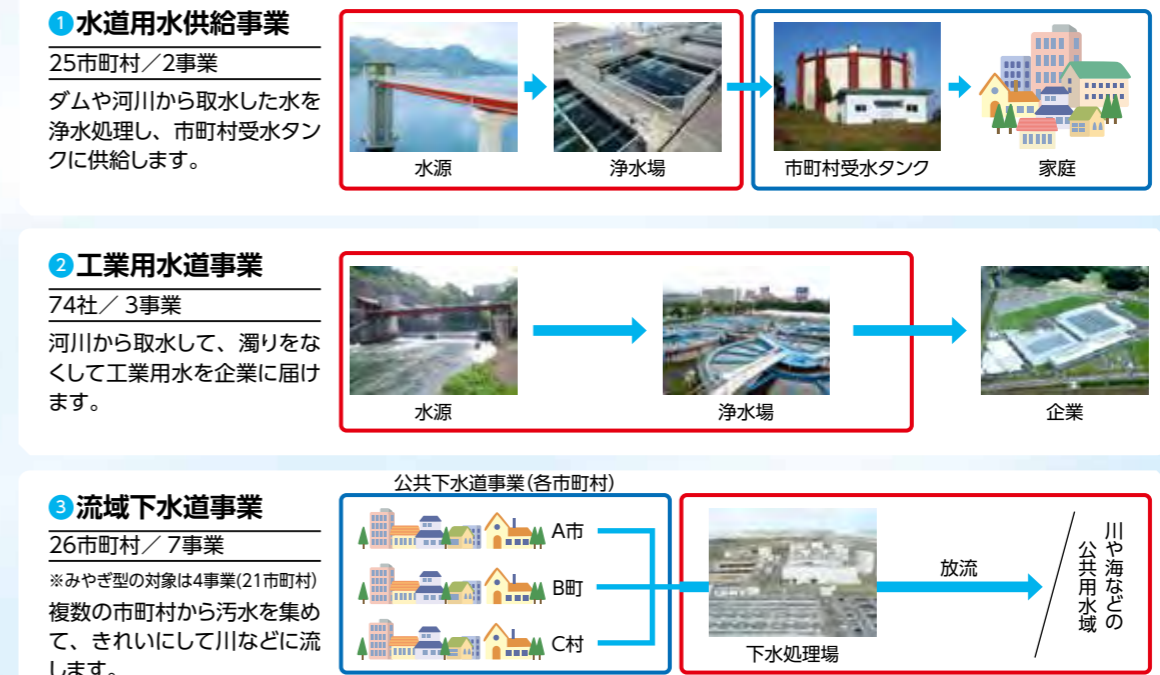 ❶水道用水供給事業
25市町村／2事業
ダムや河川から取水した水を
浄水処理し、市町村受水タン
クに供給します。
水源
浄水場
市町村受水タンク
家庭
❷工業用水道事業
74社／ 3事業
河川から取水して、濁りをな
くして工業用水を企業に届け
ます。
水源
浄水場
企業
❸流域下水道事業
26市町村／ 7事業
※みやぎ型の対象は4事業(21市町村)
複数の市町村から汚水を集め
て、きれいにして川などに流
します。
公共下水道事業(各市町村)
A市
B町
C村
下水処理場
放流
川や海などの
公共用水域